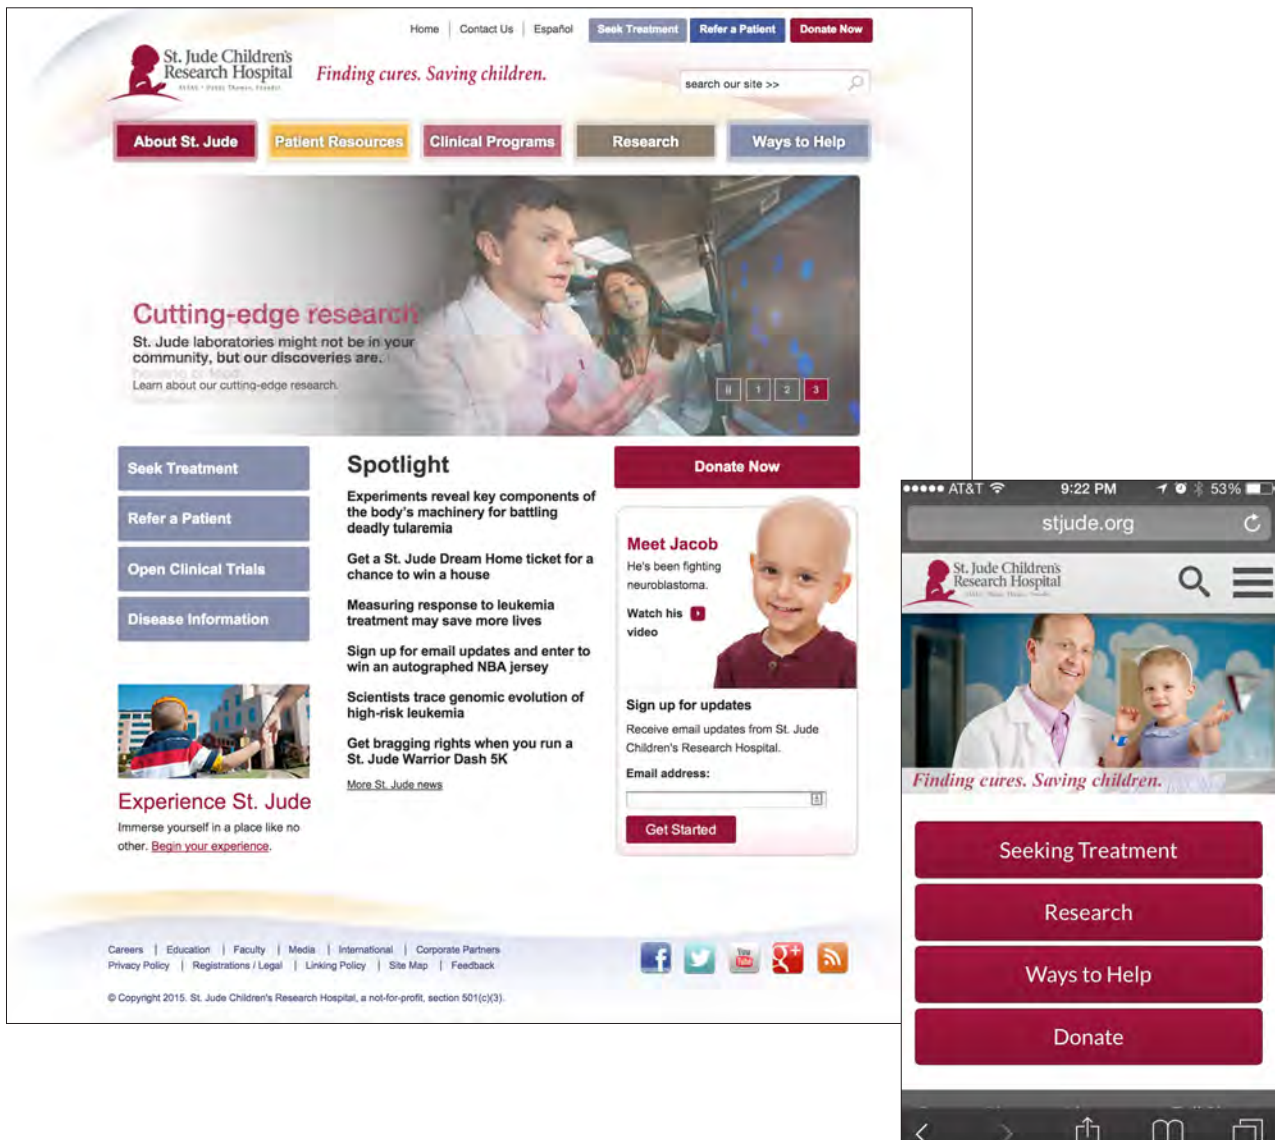 Home | Contact Us | Español
Seek Treatment
Refer a Patient
Donate Now
St. Jude Children's
Research Hospital
Finding cures. Saving children.
search our site >>
About St. Jude
Patient Resources
Clinical Programs
Research
Ways to Help
Cutting-edge research
St. Jude laboratories might not be in your
community, but our discoveries are.
Learn about our cutting-edge research.
II 1 2 3
Seek Treatment
Refer a Patient
Open Clinical Trials
Disease Information
Experience St. Jude
Immerse yourself in a place like no
other. Begin your experience.
Spotlight
Experiments reveal key components of
the body's machinery for battling
deadly tularemia
Get a St. Jude Dream Home ticket for a
chance to win a house
Measuring response to leukemia
treatment may save more lives
Sign up for email updates and enter to
win an autographed NBA jersey
Scientists trace genomic evolution of
high-risk leukemia
Get bragging rights when you run a
St. Jude Warrior Dash 5K
More St. Jude news
Donate Now
Meet Jacob
He's been fighting
neuroblastoma.
Watch his
video
Sign up for updates
Receive email updates from St. Jude
Children's Research Hospital.
Email address:
Get Started
Careers | Education | Faculty | Media | International | Corporate Partners
Privacy Policy | Registrations / Legal | Linking Policy | Site Map | Feedback
You
Tube
© Copyright 2015. St. Jude Children's Research Hospital, a not-for-profit, section 501(c)(3).
AT&T 9:22 PM 53%
stjude.org
St. Jude Children's
Research Hospital
Finding cures. Saving children.
Seeking Treatment
Research
Ways to Help
Donate